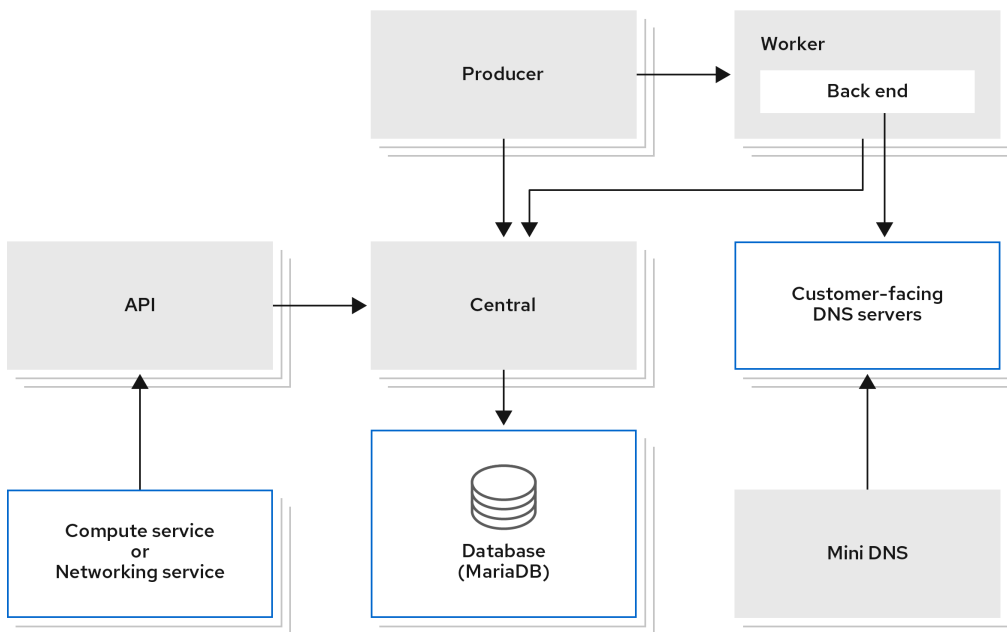 Producer
Worker
Back end
API
Central
Customer-facing
DNS servers
Compute service
or
Networking service
Database
(MariaDB)
Mini DNS